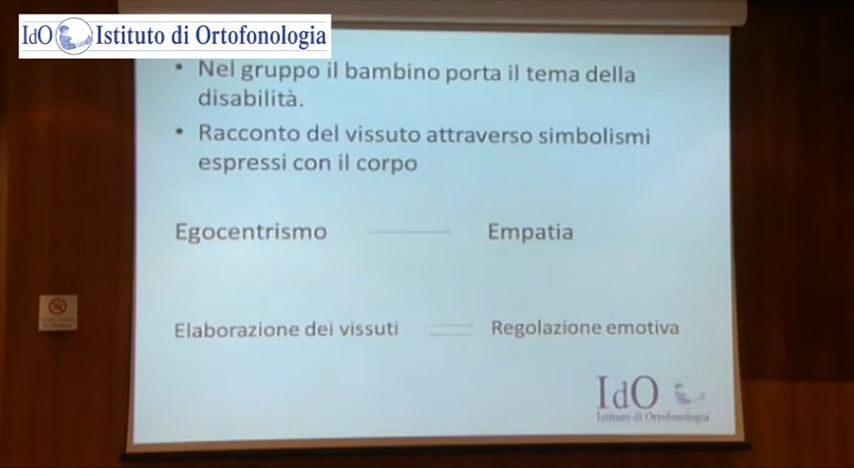 IdO Istituto di Ortofonologia
• Nel gruppo il bambino porta il tema della
disabilità.
• Racconto del vissuto attraverso simbolismi
espressi con il corpo
Egocentrismo
Empatia
Elaborazione dei vissuti
Regolazione emotiva
IdO
Istituto di Ortofonologia